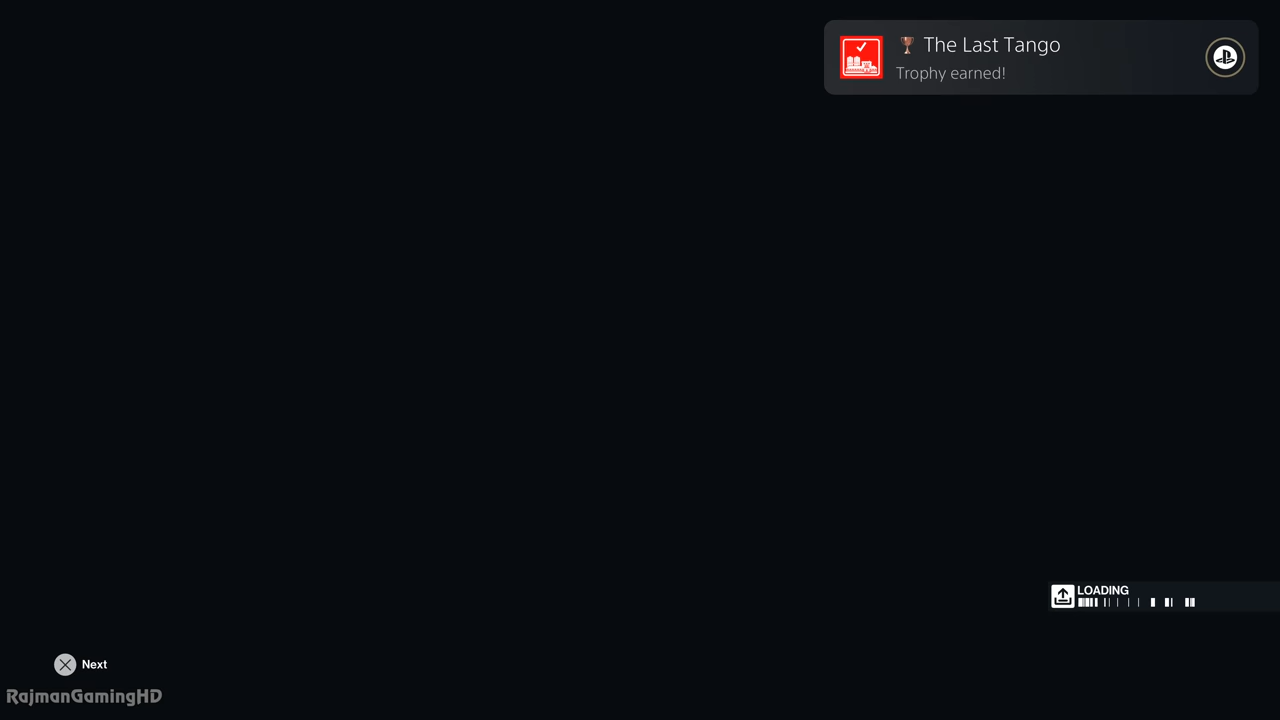 The Last Tango
Trophy earned!
LOADING
Next
RajmanGamingHD